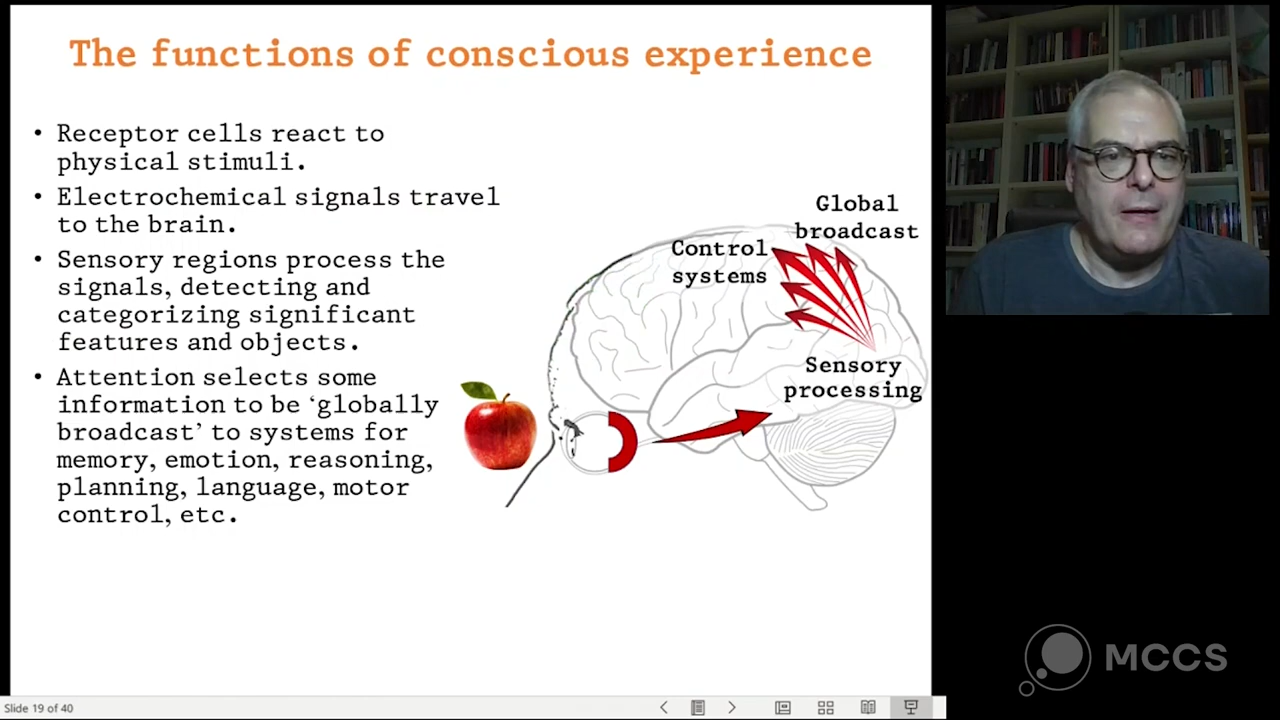 The functions of conscious experience
• Receptor cells react to
physical stimuli.
• Electrochemical signals travel
to the brain.
• Sensory regions process the
signals, detecting and
categorizing significant
features and objects.
• Attention selects some
information to be ‘globally
broadcast’ to systems for
memory, emotion, reasoning,
planning, language, motor
control, etc.
Global
broadcast
Control
systems
Sensory
processing
MCCS
Slide 19 of 40